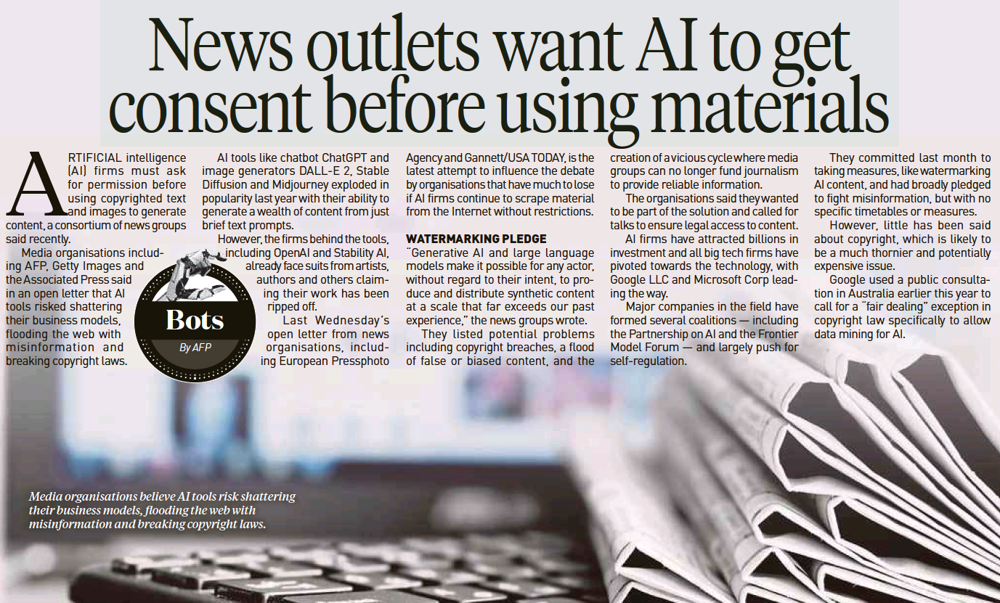 News outlets want AI to get
consent before using materials
ARTIFICIAL intelligence
(AI) firms must ask
for permission before
using copyrighted text
and images to generate
content, a consortium of news groups
said recently.
Media organisations includ-
ing AFP, Getty Images and
the Associated Press said
in an open letter that AI
tools risked shattering
their business models,
flooding the web with
misinformation and
breaking copyright laws.
Bots
By AFP
AI tools like chatbot ChatGPT and
image generators DALL-E 2, Stable
Diffusion and Midjourney exploded in
popularity last year with their ability to
generate a wealth of content from just
brief text prompts.
However, the firms behind the tools,
including OpenAI and Stability AI,
already face suits from artists,
authors and others claim-
ing their work has been
ripped off.
Last Wednesday's
open letter from news
organisations, includ-
ing European Pressphoto
Agency and Gannett/USA TODAY, is the
latest attempt to influence the debate
by organisations that have much to lose
if AI firms continue to scrape material
from the Internet without restrictions.
WATERMARKING PLEDGE
"Generative AI and large language
models make it possible for any actor,
without regard to their intent, to pro-
duce and distribute synthetic content
at a scale that far exceeds our past
experience," the news groups wrote.
They listed potential problems
including copyright breaches, a flood
of false or biased content, and the
creation of a vicious cycle where media
groups can no longer fund journalism
to provide reliable information.
The organisations said they wanted
to be part of the solution and called for
talks to ensure legal access to content.
AI firms have attracted billions in
investment and all big tech firms have
pivoted towards the technology, with
Google LLC and Microsoft Corp lead-
ing the way.
Major companies in the field have
formed several coalitions — including
the Partnership on AI and the Frontier
Model Forum — and largely push for
self-regulation.
They committed last month to
taking measures, like watermarking
AI content, and had broadly pledged
to fight misinformation, but with no
specific timetables or measures.
However, little has been said
about copyright, which is likely to
be a much thornier and potentially
expensive issue.
Google used a public consulta-
tion in Australia earlier this year to
call for a "fair dealing" exception in
copyright law specifically to allow
data mining for AI.
Media organisations believe AI tools risk shattering
their business models, flooding the web with
misinformation and breaking copyright laws.